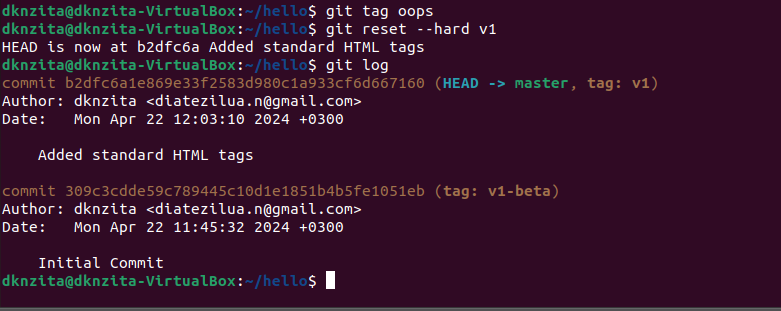 dknzita@dknzita-VirtualBox:~/hello$ git tag oops
dknzita@dknzita-VirtualBox:~/hello$ git reset --hard v1
HEAD is now at b2dfc6a Added standard HTML tags
dknzita@dknzita-VirtualBox:~/hello$ git log
commit b2dfc6a1e869e33f2583d980c1a933cf6d667160 (HEAD -> master, tag: v1)
Author: dknzita <diatezilua.n@gmail.com>
Date:   Mon Apr 22 12:03:10 2024 +0300
    Added standard HTML tags
commit 309c3cdde59c789445c10d1e1851b4b5fe1051eb (tag: v1-beta)
Author: dknzita <diatezilua.n@gmail.com>
Date:   Mon Apr 22 11:45:32 2024 +0300
    Initial Commit
dknzita@dknzita-VirtualBox:~/hello$